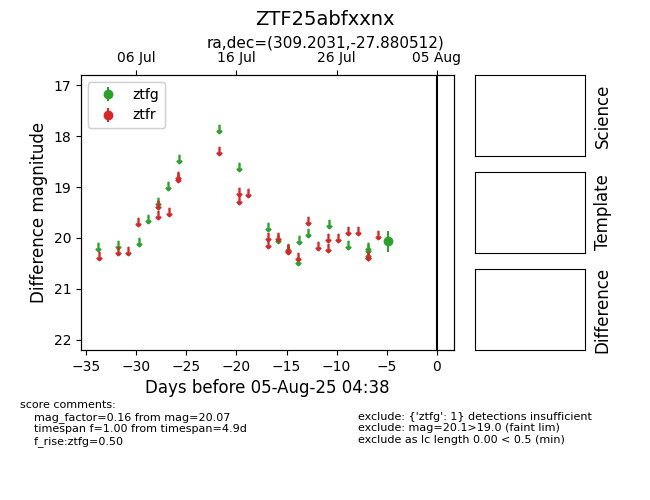 ZTF25abfxxnx
ra,dec=(309.2031,-27.880512)
06 Jul 16 Jul 26 Jul 05 Aug
ztfg
ztfr
17
18
19
20
21
22
Difference magnitude
−35 −30 −25 −20 −15 −10 −5 0
Days before 05-Aug-25 04:38
Science
Template
Difference
score comments:
mag_factor=0.16 from mag=20.07
timespan f=1.00 from timespan=4.9d
f_rise:ztfg=0.50
exclude: {'ztfg': 1} detections insufficient
exclude: mag=20.1>19.0 (faint lim)
exclude as lc length 0.00 < 0.5 (min)